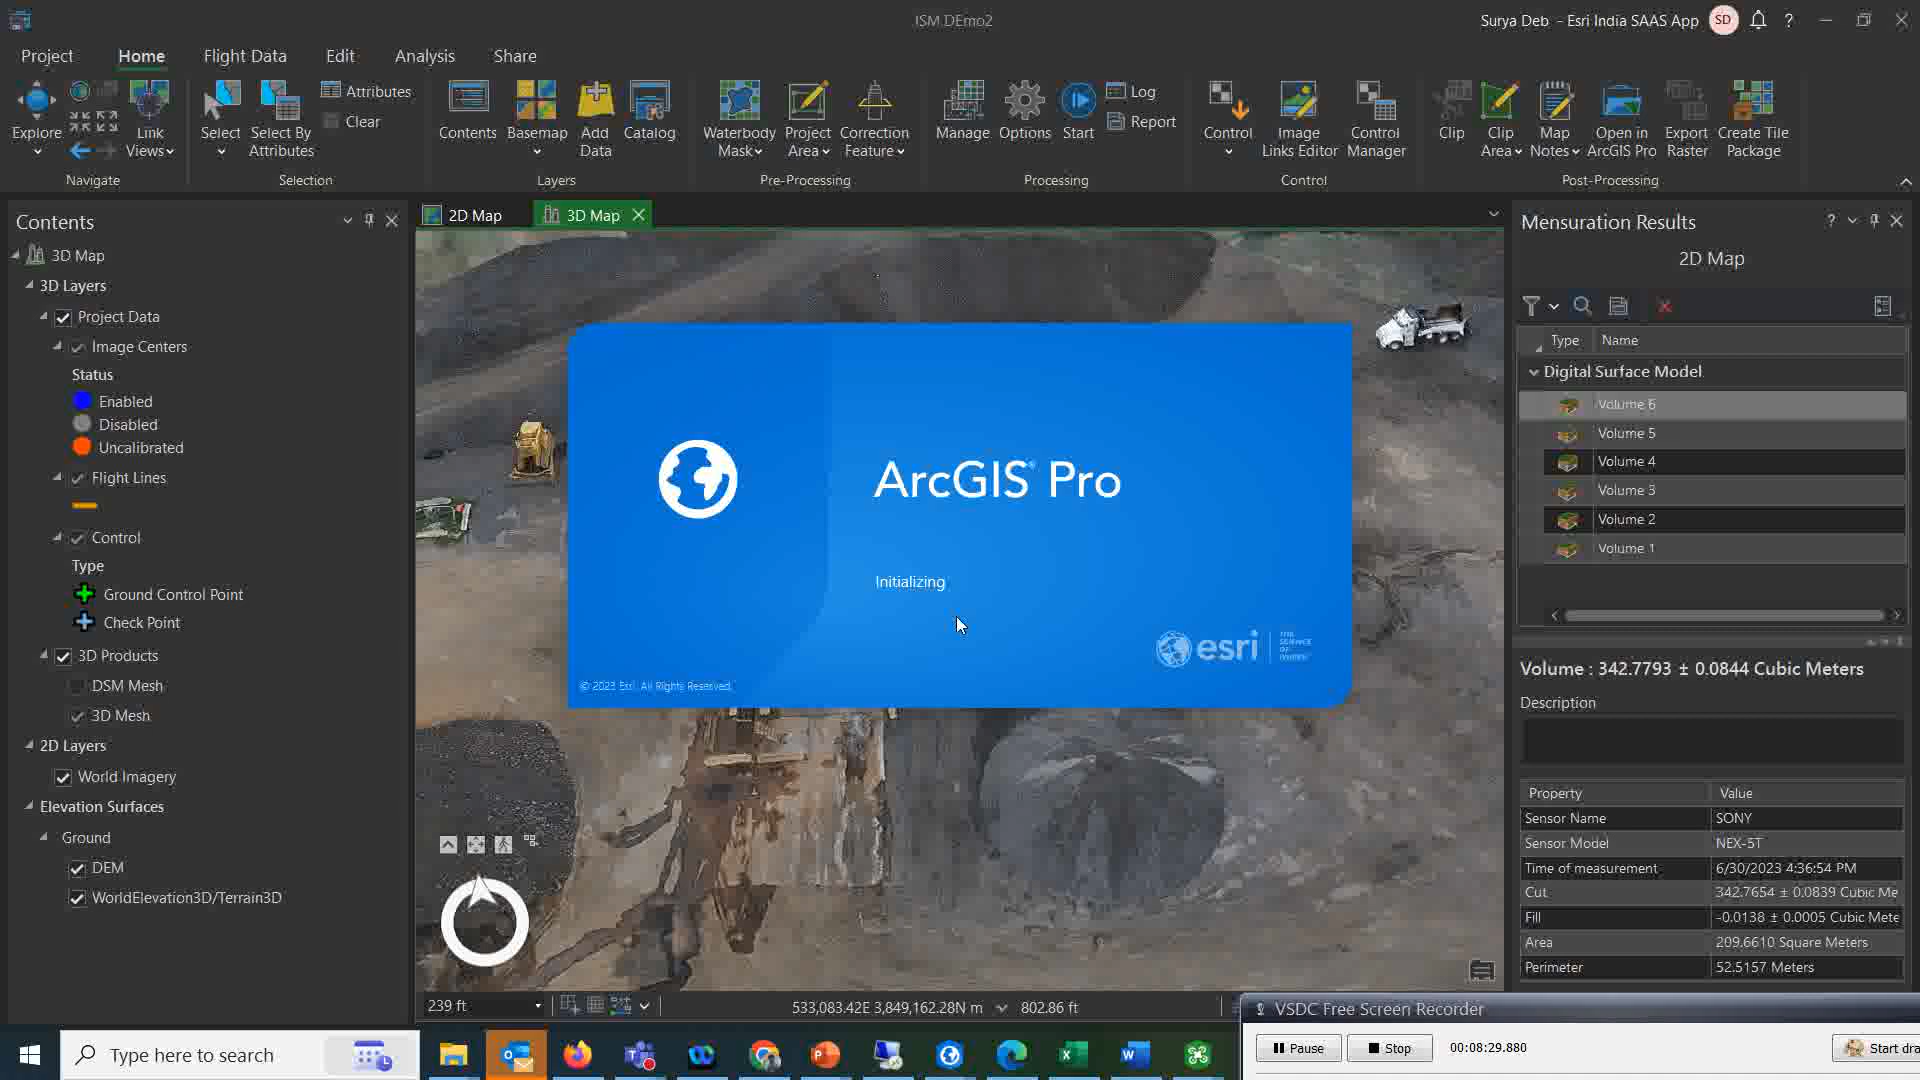 ISM DEmo2
Surya Deb - Esri India SAAS App
SD
?
Project
Home
Flight Data
Edit
Analysis
Share
Explore
Link
Views
Navigate
Select
Select By
Attributes
Attributes
Clear
Selection
Contents
Basemap
Add
Data
Catalog
Layers
Waterbody
Mask
Project
Area
Correction
Feature
Pre-Processing
Manage
Options
Start
Log
Report
Processing
Control
Image
Links Editor
Control
Manager
Control
Clip
Clip
Area
Map
Notes
Open in
ArcGIS Pro
Export
Raster
Create Tile
Package
Post-Processing
Contents
3D Map
3D Layers
Project Data
Image Centers
Status
Enabled
Disabled
Uncalibrated
Flight Lines
Control
Type
Ground Control Point
Check Point
3D Products
DSM Mesh
3D Mesh
2D Layers
World Imagery
Elevation Surfaces
Ground
DEM
WorldElevation3D/Terrain3D
2D Map
3D Map
ArcGIS® Pro
Initializing
esri
THE
SCIENCE
OF
WHERE
© 2023 Esri. All Rights Reserved.
239 ft
533,083.42E 3,849,162.28N m
802.86 ft
Mensuration Results
?
2D Map
Type Name
Digital Surface Model
Volume 6
Volume 5
Volume 4
Volume 3
Volume 2
Volume 1
Volume : 342.7793 ± 0.0844 Cubic Meters
Description
Property Value
Sensor Name SONY
Sensor Model NEX-5T
Time of measurement 6/30/2023 4:36:54 PM
Cut 342.7654 ± 0.0839 Cubic Me
Fill -0.0138 ± 0.0005 Cubic Mete
Area 209.6610 Square Meters
Perimeter 52.5157 Meters
VSDC Free Screen Recorder
Pause
Stop
00:08:29.880
Start dra
Type here to search